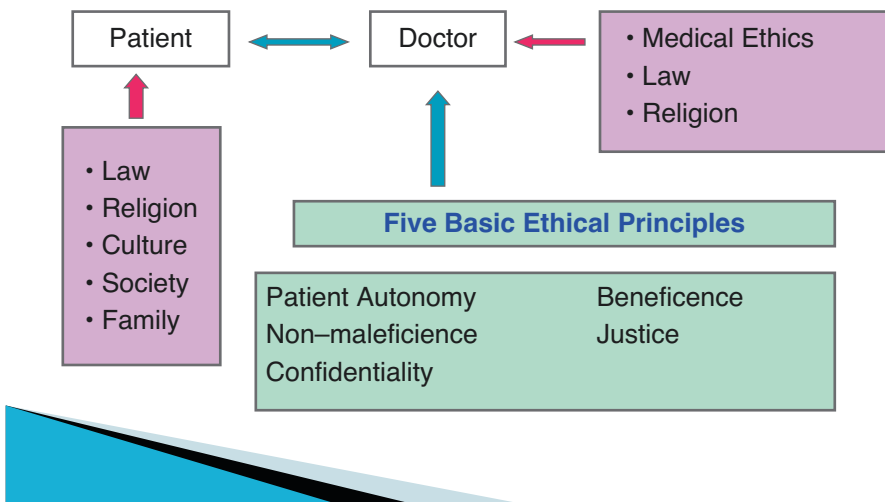 Patient
Doctor
• Medical Ethics
• Law
• Religion
• Law
• Religion
• Culture
• Society
• Family
Five Basic Ethical Principles
Patient Autonomy
Beneficence
Non–maleficience
Justice
Confidentiality